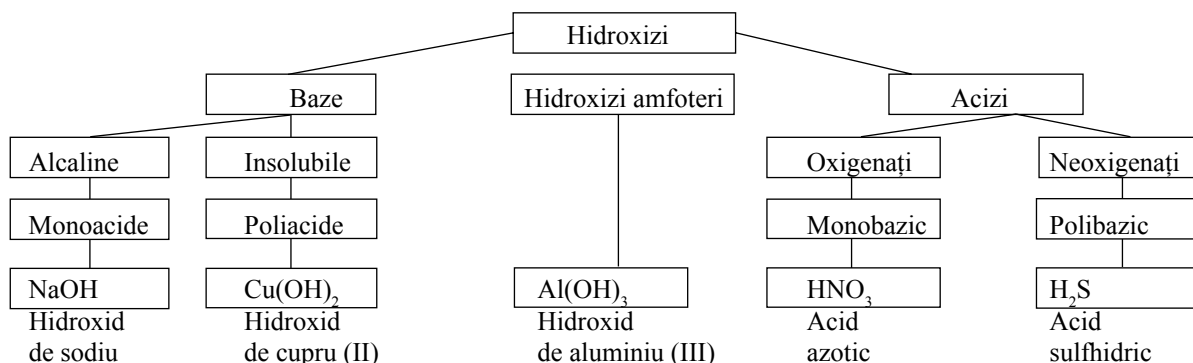 Hidroxizi
Baze
Hidroxizi amfoteri
Acizi
Alcaline
Insolubile
Oxigenați
Neoxigenați
Monoacide
Poliacide
Monobazic
Polibazic
NaOH
Cu(OH)₂
Al(OH)₃
HNO₃
H₂S
Hidroxid
de sodiu
Hidroxid
de cupru (II)
Hidroxid
de aluminiu (III)
Acid
azotic
Acid
sulfhidric